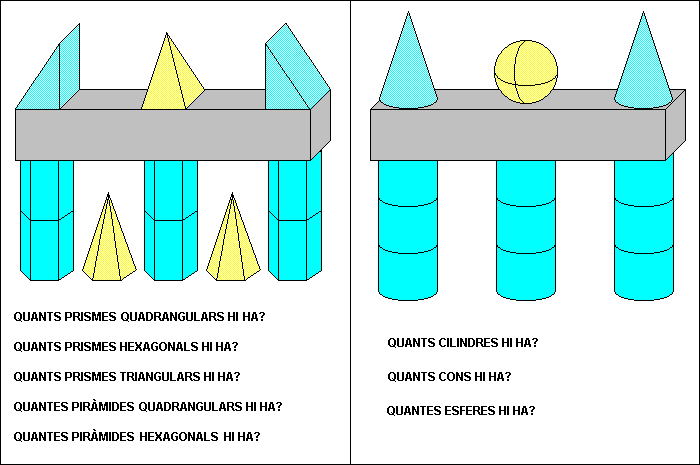 QUANTS PRISMES QUADRANGULARS HI HA?
QUANTS PRISMES HEXAGONALS HI HA?
QUANTS PRISMES TRIANGULARS HI HA?
QUANTES PIRÀMIDES QUADRANGULARS HI HA?
QUANTES PIRÀMIDES HEXAGONALS HI HA?
QUANTS CILINDRES HI HA?
QUANTS CONS HI HA?
QUANTES ESFERES HI HA?